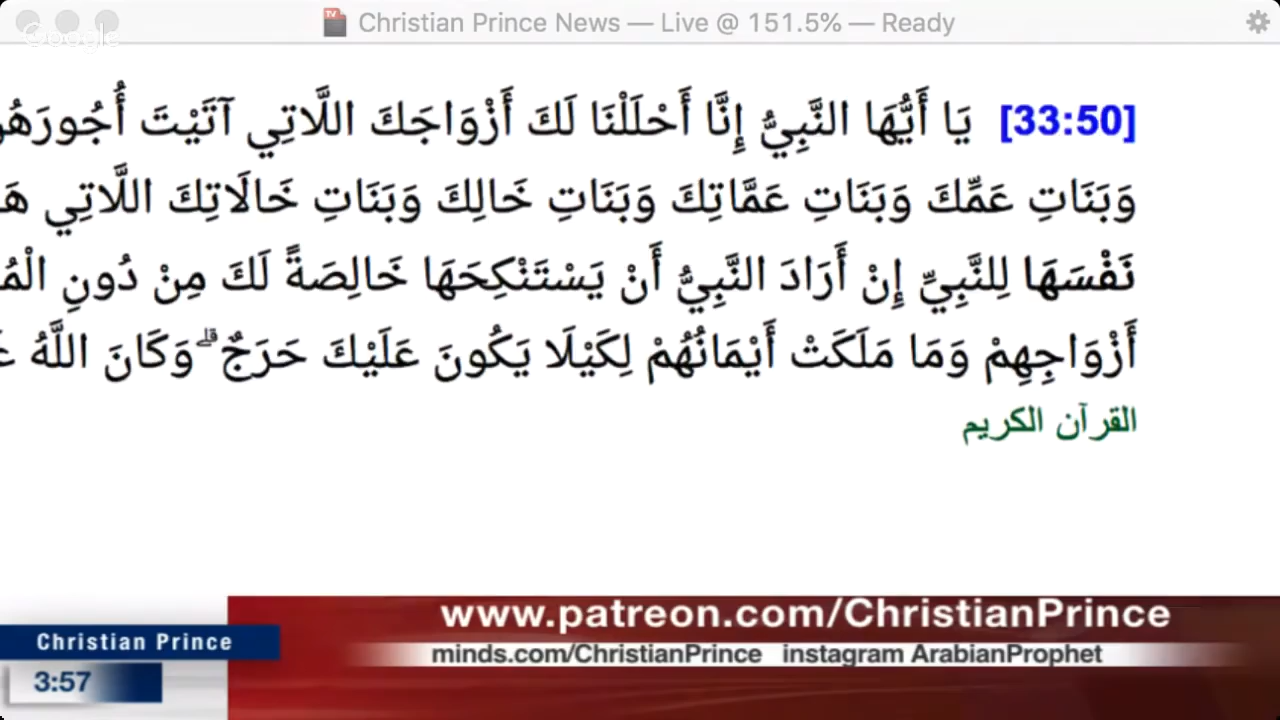 Google
Christian Prince News — Live @ 151.5% — Ready
[33:50] يَا أَيُّهَا النَّبِيُّ إِنَّا أَحْلَلْنَا لَكَ أَزْوَاجَكَ اللَّاتِي آتَيْتَ
وَبَنَاتِ عَمِّكَ وَبَنَاتِ عَمَّاتِكَ وَبَنَاتِ خَالِكَ وَبَنَاتِ خَالَاتِكَ اللَّاتِي
نَفْسَهَا لِلنَّبِيِّ إِنْ أَرَادَ النَّبِيُّ أَنْ يَسْتَنْكِحَهَا خَالِصَةً لَكَ مِنْ دُونِ
أَزْوَاجِهِمْ وَمَا مَلَكَتْ أَيْمَانُهُمْ لِكَيْلَا يَكُونَ عَلَيْكَ حَرَجٌ ۗ وَكَانَ اللَّهُ
القرآن الكريم
www.patreon.com/ChristianPrince
Christian Prince
minds.com/ChristianPrince instagram ArabianProphet
3:57